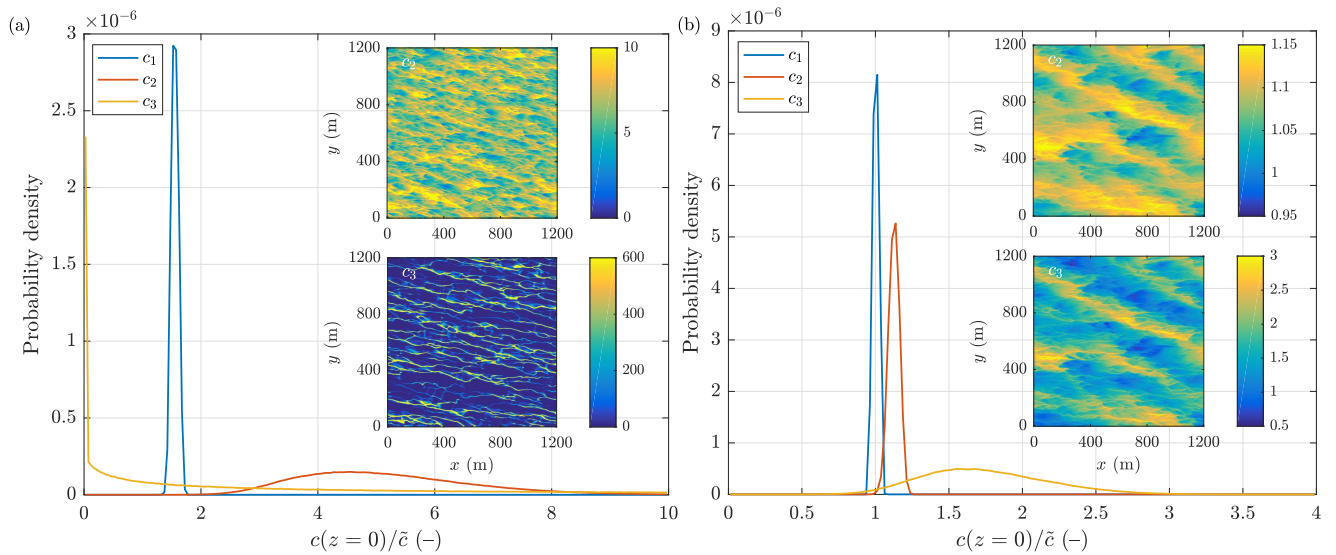 (a)
×10⁻⁶
3
2.5
2
1.5
1
0.5
0
Probability density
c₁
c₂
c₃
c₂
1200
800
400
0
y (m)
0 400 800 1200
10
5
0
c₃
1200
800
400
0
y (m)
0 400 800 1200
x (m)
600
400
200
0
0 2 4 6 8 10
c(z = 0)/c̃ (–)
(b)
×10⁻⁶
9
8
7
6
5
4
3
2
1
0
Probability density
c₁
c₂
c₃
c₂
1200
800
400
0
y (m)
0 400 800 1200
1.15
1.1
1.05
1
0.95
c₃
1200
800
400
0
y (m)
0 400 800 1200
x (m)
3
2.5
2
1.5
1
0.5
0 0.5 1 1.5 2 2.5 3 3.5 4
c(z = 0)/c̃ (–)